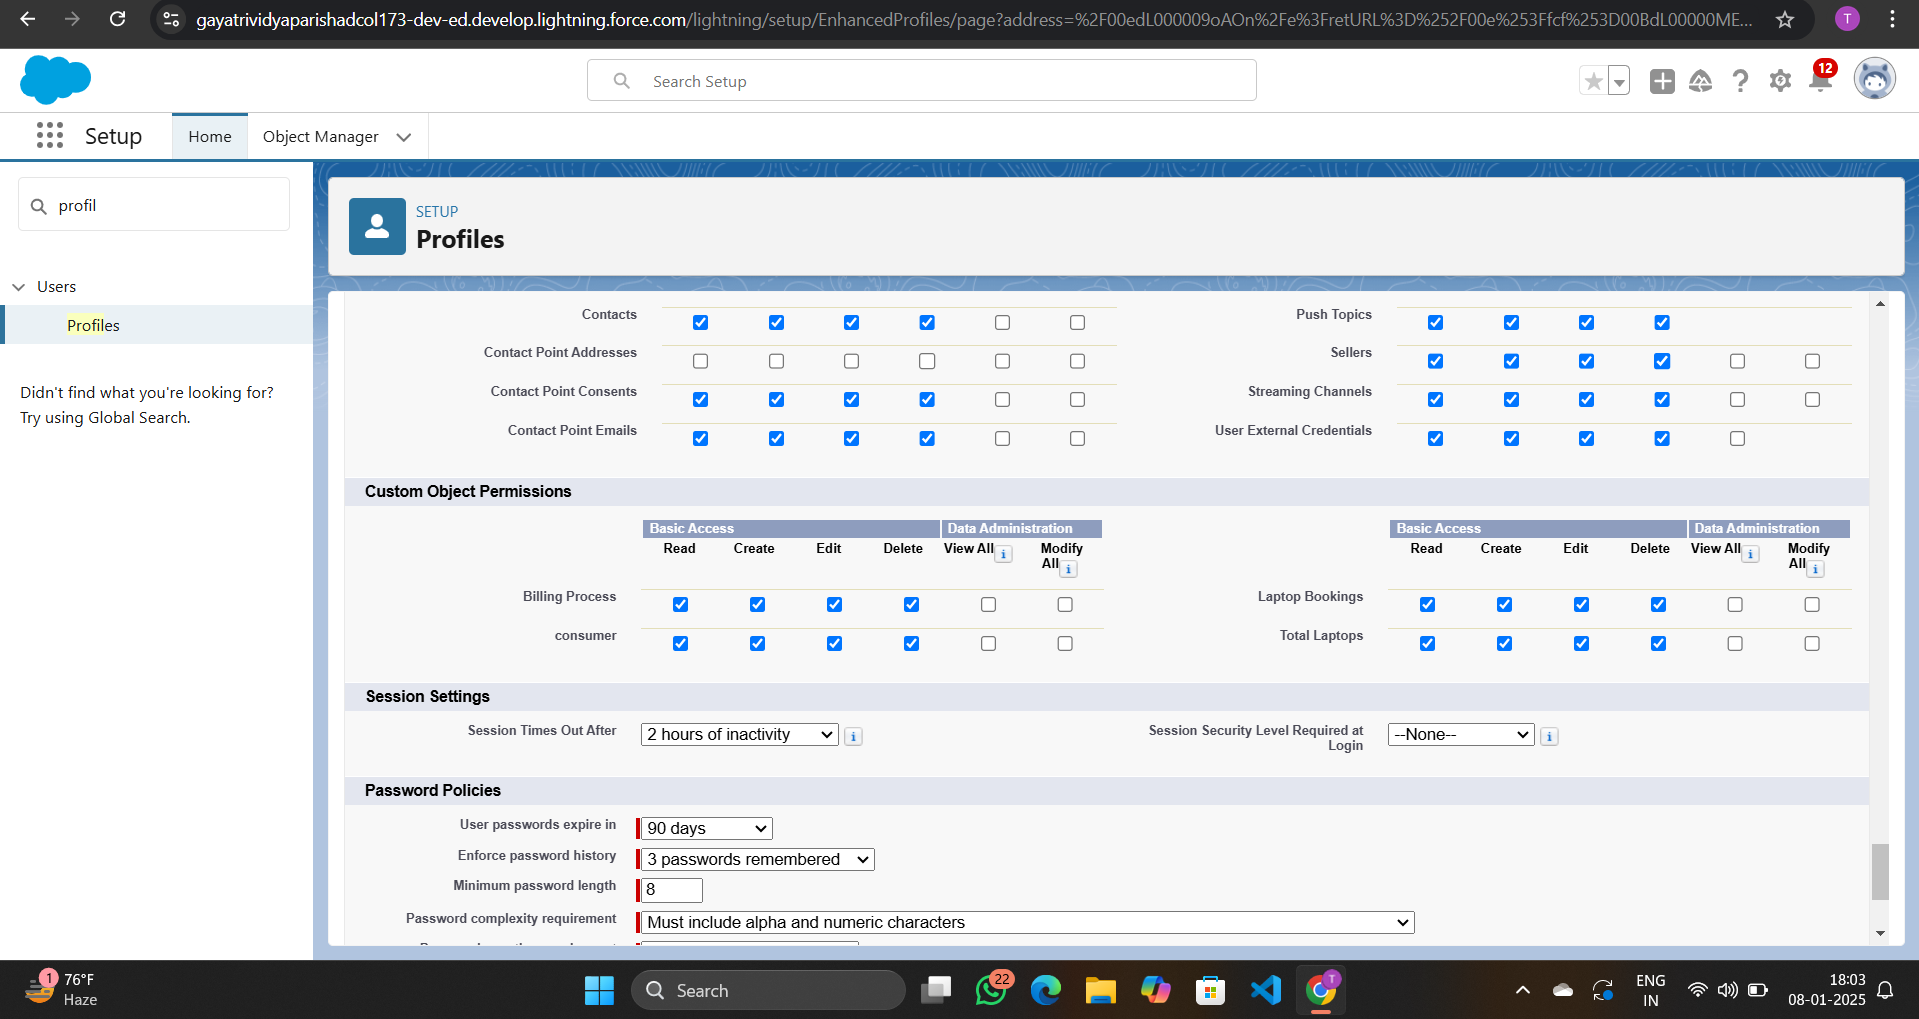 gayatrividyaparishadcol173-dev-ed.develop.lightning.force.com/lightning/setup/EnhancedProfiles/page?address=%2F00edL000009oAOn%2Fe%3FretURL%3D%252F00e%253Ffcf%253D00BdL00000ME...
T
Search Setup
12
Setup
Home
Object Manager
profil
Users
Profiles
Didn't find what you're looking for?
Try using Global Search.
SETUP
Profiles
Contacts
Push Topics
Contact Point Addresses
Sellers
Contact Point Consents
Streaming Channels
Contact Point Emails
User External Credentials
Custom Object Permissions
Basic Access Data Administration
Read Create Edit Delete View All Modify All
Basic Access Data Administration
Read Create Edit Delete View All Modify All
Billing Process
Laptop Bookings
consumer
Total Laptops
Session Settings
Session Times Out After 2 hours of inactivity
Session Security Level Required at
Login
--None--
Password Policies
User passwords expire in 90 days
Enforce password history 3 passwords remembered
Minimum password length 8
Password complexity requirement Must include alpha and numeric characters
1
76°F
Haze
Search
22
T
ENG
IN
18:03
08-01-2025